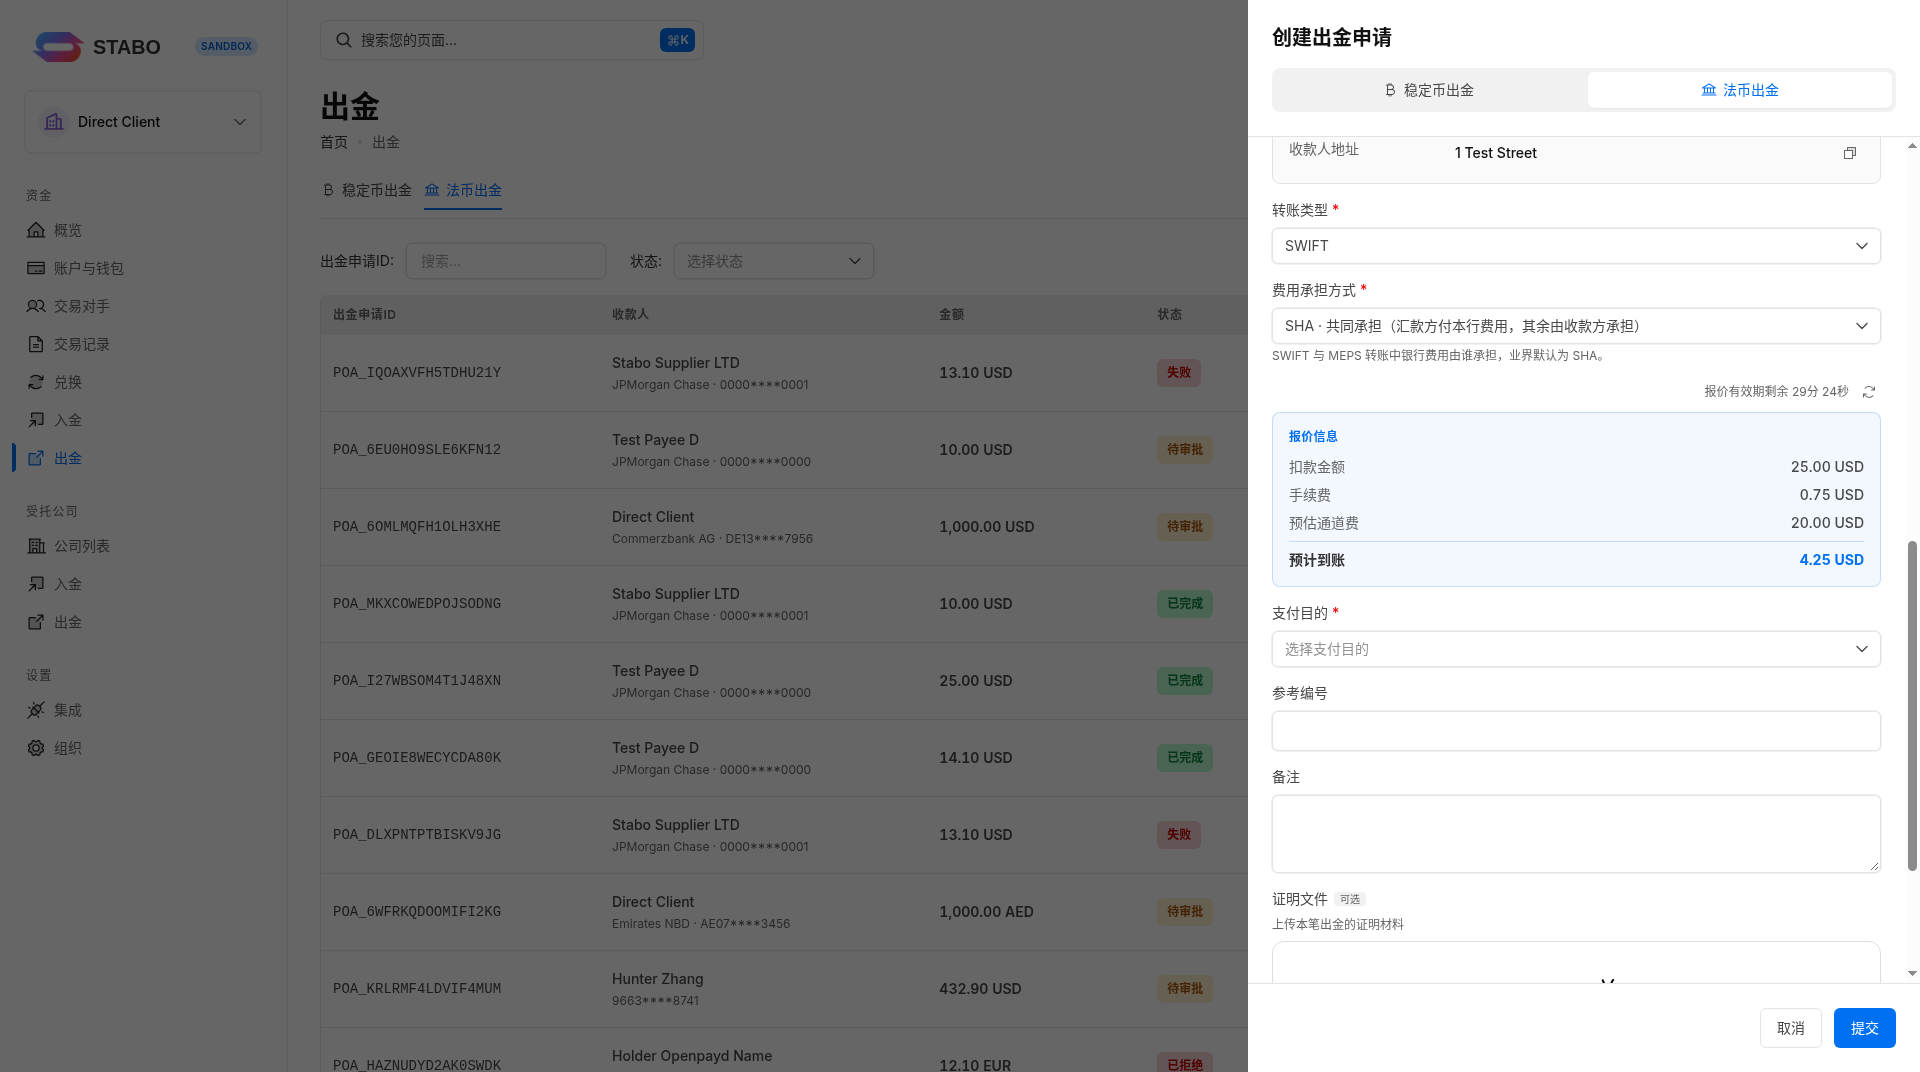 STABO
SANDBOX
Direct Client
资金
概览
账户与钱包
交易对手
交易记录
兑换
入金
出金
受托公司
公司列表
入金
出金
设置
集成
组织
搜索您的页面...
⌘K
出金
首页 • 出金
稳定币出金
法币出金
出金申请ID: 搜索... 状态: 选择状态
出金申请ID 收款人 金额 状态
POA_IQOAXVFH5TDHU21Y Stabo Supplier LTD 13.10 USD 失败
JPMorgan Chase · 0000****0001
POA_6EU0HO9SLE6KFN12 Test Payee D 10.00 USD 待审批
JPMorgan Chase · 0000****0000
POA_6OMLMQFH1OLH3XHE Direct Client 1,000.00 USD 待审批
Commerzbank AG · DE13****7956
POA_MKXCOWEDPOJSODNG Stabo Supplier LTD 10.00 USD 已完成
JPMorgan Chase · 0000****0001
POA_I27WBSOM4T1J48XN Test Payee D 25.00 USD 已完成
JPMorgan Chase · 0000****0000
POA_GEOIE8WECYCDA80K Test Payee D 14.10 USD 已完成
JPMorgan Chase · 0000****0000
POA_DLXPNTPTBISKV9JG Stabo Supplier LTD 13.10 USD 失败
JPMorgan Chase · 0000****0001
POA_6WFRKQDOOMIFI2KG Direct Client 1,000.00 AED 待审批
Emirates NBD · AE07****3456
POA_KRLRMF4LDVIF4MUM Hunter Zhang 432.90 USD 待审批
9663****8741
POA_HAZNUDYD2AK0SWDK Holder Openpayd Name 12.10 EUR 已拒绝
创建出金申请
稳定币出金
法币出金
收款人地址 1 Test Street
转账类型 *
SWIFT
费用承担方式 *
SHA · 共同承担（汇款方付本行费用，其余由收款方承担）
SWIFT 与 MEPS 转账中银行费用由谁承担，业界默认为 SHA。
报价有效期剩余 29分 24秒
报价信息
扣款金额 25.00 USD
手续费 0.75 USD
预估通道费 20.00 USD
预计到账 4.25 USD
支付目的 *
选择支付目的
参考编号
备注
证明文件 可选
上传本笔出金的证明材料
取消
提交